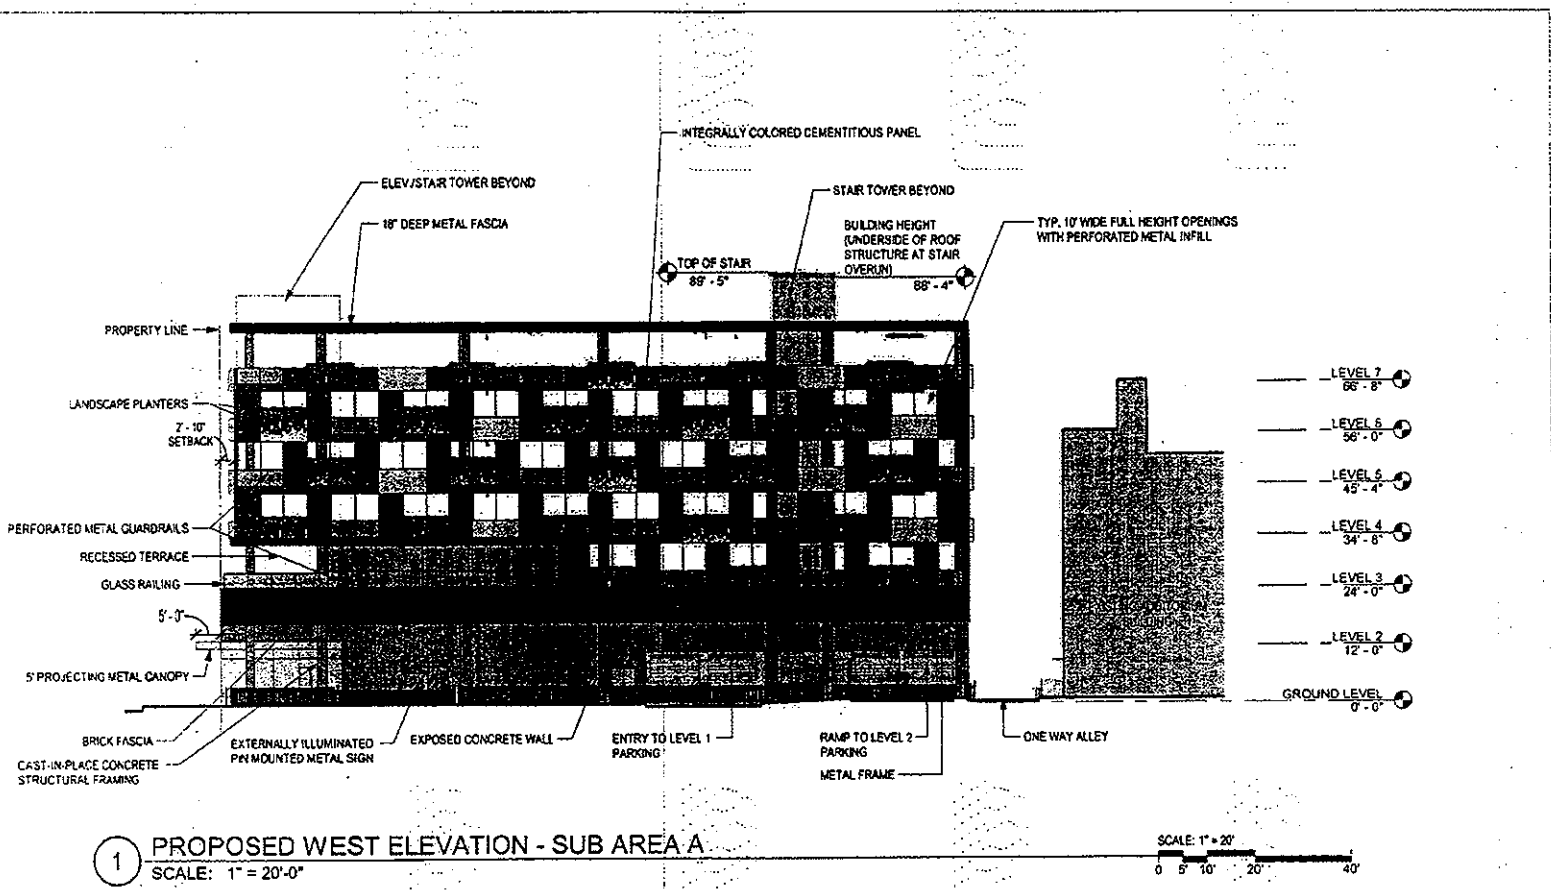 INTEGRALLY COLORED CEMENTITIOUS PANEL
ELEV./STAIR TOWER BEYOND
STAIR TOWER BEYOND
18" DEEP METAL FASCIA
BUILDING HEIGHT
(UNDERSIDE OF ROOF
STRUCTURE AT STAIR
OVERUN)
88' - 4"
TYP. 10' WIDE FULL HEIGHT OPENINGS
WITH PERFORATED METAL INFILL
TOP OF STAIR
89' - 5"
PROPERTY LINE
LANDSCAPE PLANTERS
2' - 10"
SETBACK
PERFORATED METAL GUARDRAILS
RECESSED TERRACE
GLASS RAILING
5' - 0"
5' PROJECTING METAL CANOPY
BRICK FASCIA
CAST-IN-PLACE CONCRETE
STRUCTURAL FRAMING
EXTERNALLY ILLUMINATED
PIN MOUNTED METAL SIGN
EXPOSED CONCRETE WALL
ENTRY TO LEVEL 1
PARKING
RAMP TO LEVEL 2
PARKING
METAL FRAME
ONE WAY ALLEY
LEVEL 7
66' - 8"
LEVEL 6
56' - 0"
LEVEL 5
45' - 4"
LEVEL 4
34' - 8"
LEVEL 3
24' - 0"
LEVEL 2
12' - 0"
GROUND LEVEL
0' - 0"
1
PROPOSED WEST ELEVATION - SUB AREA A
SCALE: 1" = 20'-0"
SCALE: 1" = 20'
0 5' 10' 20' 40'